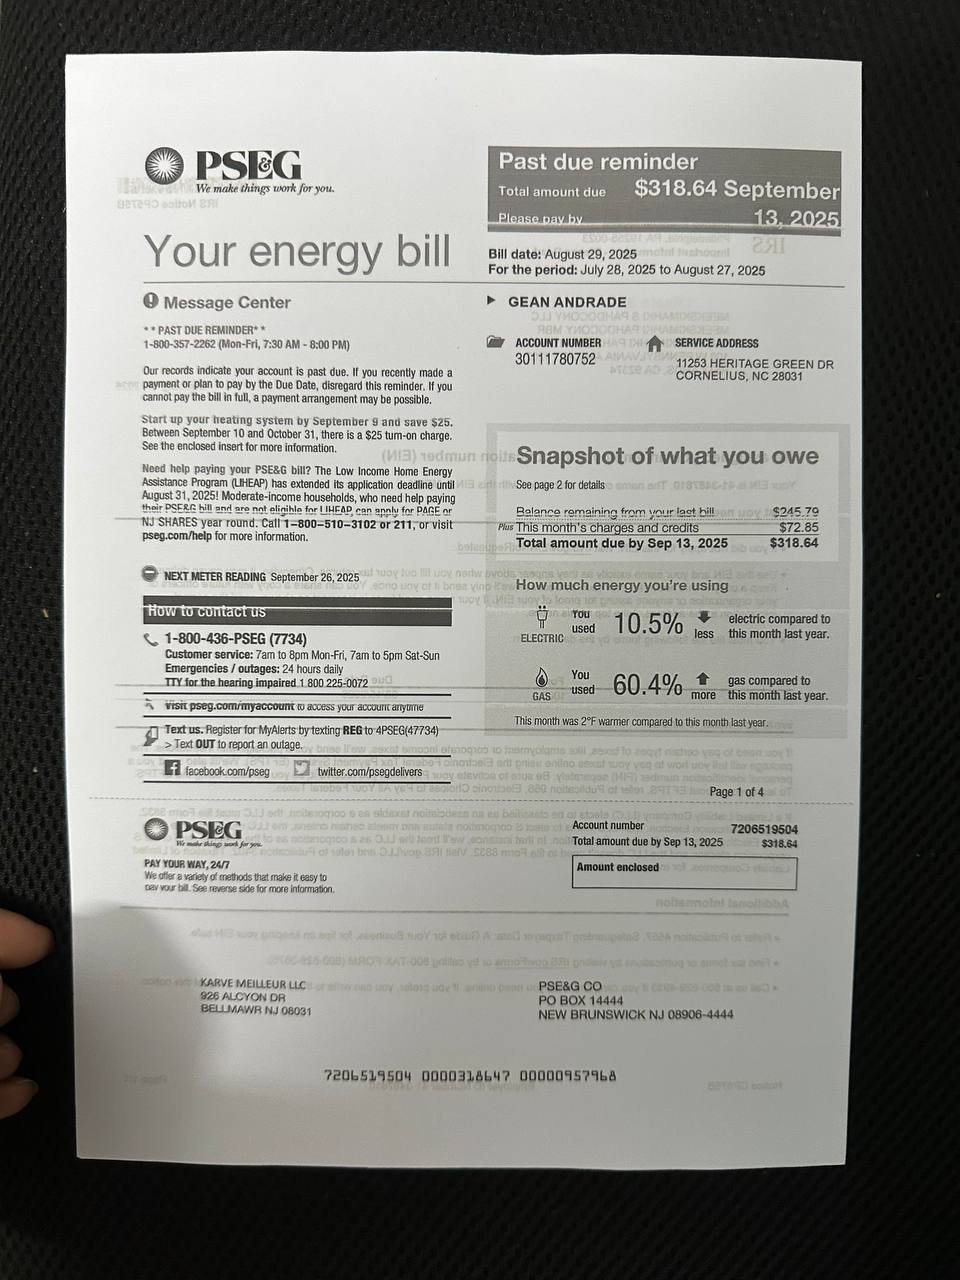 PSE&G
We make things work for you.
Past due reminder
Total amount due $318.64 September
Please pay by 13, 2025
Your energy bill
Bill date: August 29, 2025
For the period: July 28, 2025 to August 27, 2025
Message Center
GEAN ANDRADE
* * PAST DUE REMINDER* *
1-800-357-2262 (Mon-Fri, 7:30 AM - 8:00 PM)
ACCOUNT NUMBER
30111780752
SERVICE ADDRESS
11253 HERITAGE GREEN DR
CORNELIUS, NC 28031
Our records indicate your account is past due. If you recently made a
payment or plan to pay by the Due Date, disregard this reminder. If you
cannot pay the bill in full, a payment arrangement may be possible.
Start up your heating system by September 9 and save $25.
Between September 10 and October 31, there is a $25 turn-on charge.
See the enclosed insert for more information.
Need help paying your PSE&G bill? The Low Income Home Energy
Assistance Program (LIHEAP) has extended its application deadline until
August 31, 2025! Moderate-income households, who need help paying
their PSE&G bill and are not eligible for LIHEAP can apply for PAGE or
NJ SHARES year round. Call 1-800-510-3102 or 211, or visit
pseg.com/help for more information.
Snapshot of what you owe
See page 2 for details
Balance remaining from your last bill $245.79
Plus This month's charges and credits $72.85
Total amount due by Sep 13, 2025 $318.64
NEXT METER READING September 26, 2025
How to contact us
1-800-436-PSEG (7734)
Customer service: 7am to 8pm Mon-Fri, 7am to 5pm Sat-Sun
Emergencies / outages: 24 hours daily
TTY for the hearing impaired 1 800 225-0072
Visit pseg.com/myaccount to access your account anytime
Text us. Register for MyAlerts by texting REG to 4PSEG(47734)
> Text OUT to report an outage.
facebook.com/pseg twitter.com/psegdelivers
How much energy you're using
ELECTRIC
You used 10.5% less electric compared to
this month last year.
GAS
You used 60.4% more gas compared to
this month last year.
This month was 2°F warmer compared to this month last year.
Page 1 of 4
PSE&G
We make things work for you.
PAY YOUR WAY, 24/7
We offer a variety of methods that make it easy to
pay your bill. See reverse side for more information.
Account number 7206519504
Total amount due by Sep 13, 2025 $318.64
Amount enclosed
KARVE MEILLEUR LLC
926 ALCYON DR
BELLMAWR NJ 08031
PSE&G CO
PO BOX 14444
NEW BRUNSWICK NJ 08906-4444
7206519504 0000318647 00000957968